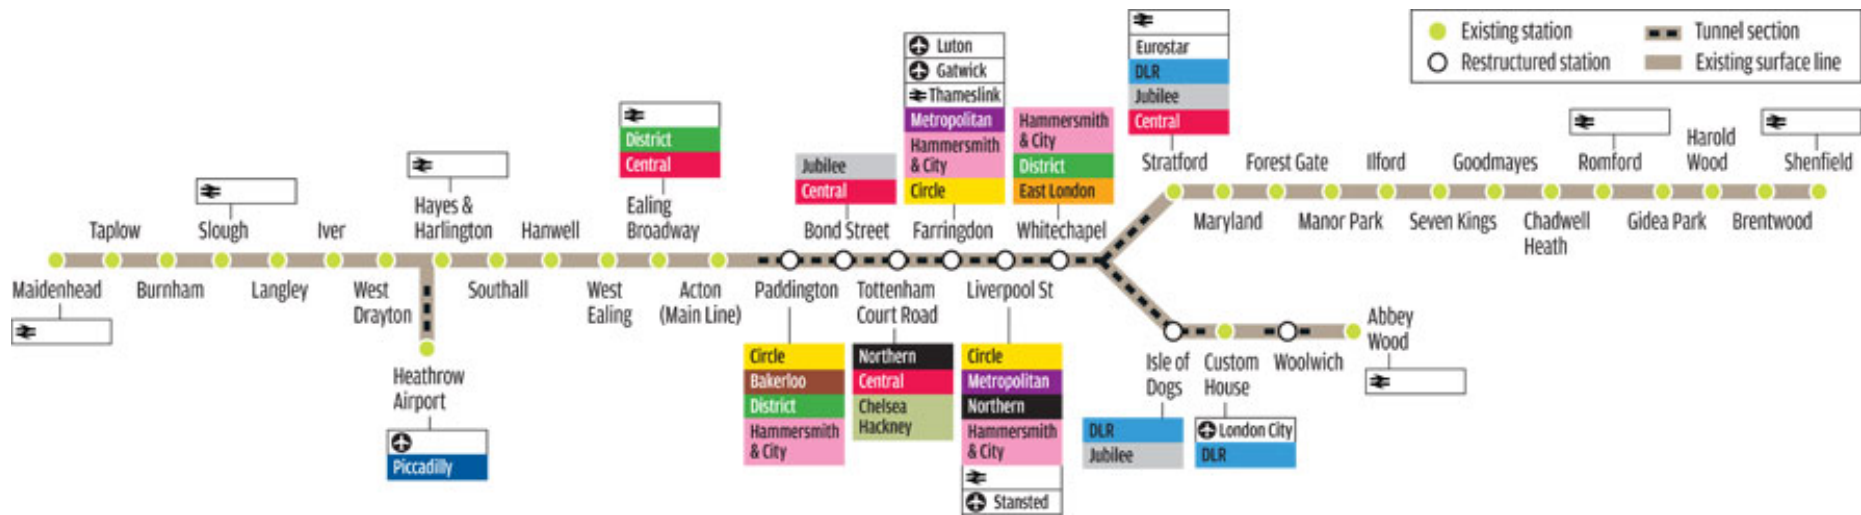 Luton
Gatwick
Thameslink
Metropolitan
Hammersmith
& City
Circle
Eurostar
DLR
Jubilee
Central
Existing station
Restructured station
Tunnel section
Existing surface line
District
Central
Jubilee
Central
Hammersmith
& City
District
East London
Taplow
Slough
Iver
Hayes &
Harlington
Hanwell
Ealing
Broadway
Bond Street
Farringdon
Whitechapel
Stratford
Forest Gate
Ilford
Goodmayes
Romford
Harold
Wood
Shenfield
Maryland
Manor Park
Seven Kings
Chadwell
Heath
Gidea Park
Brentwood
Maidenhead
Burnham
Langley
West
Drayton
Southall
West
Ealing
Acton
(Main Line)
Paddington
Tottenham
Court Road
Liverpool St
Isle of
Dogs
Custom
House
Woolwich
Abbey
Wood
Heathrow
Airport
Piccadilly
Circle
Bakerloo
District
Hammersmith
& City
Northern
Central
Chelsea
Hackney
Circle
Metropolitan
Northern
Hammersmith
& City
Stansted
DLR
Jubilee
London City
DLR